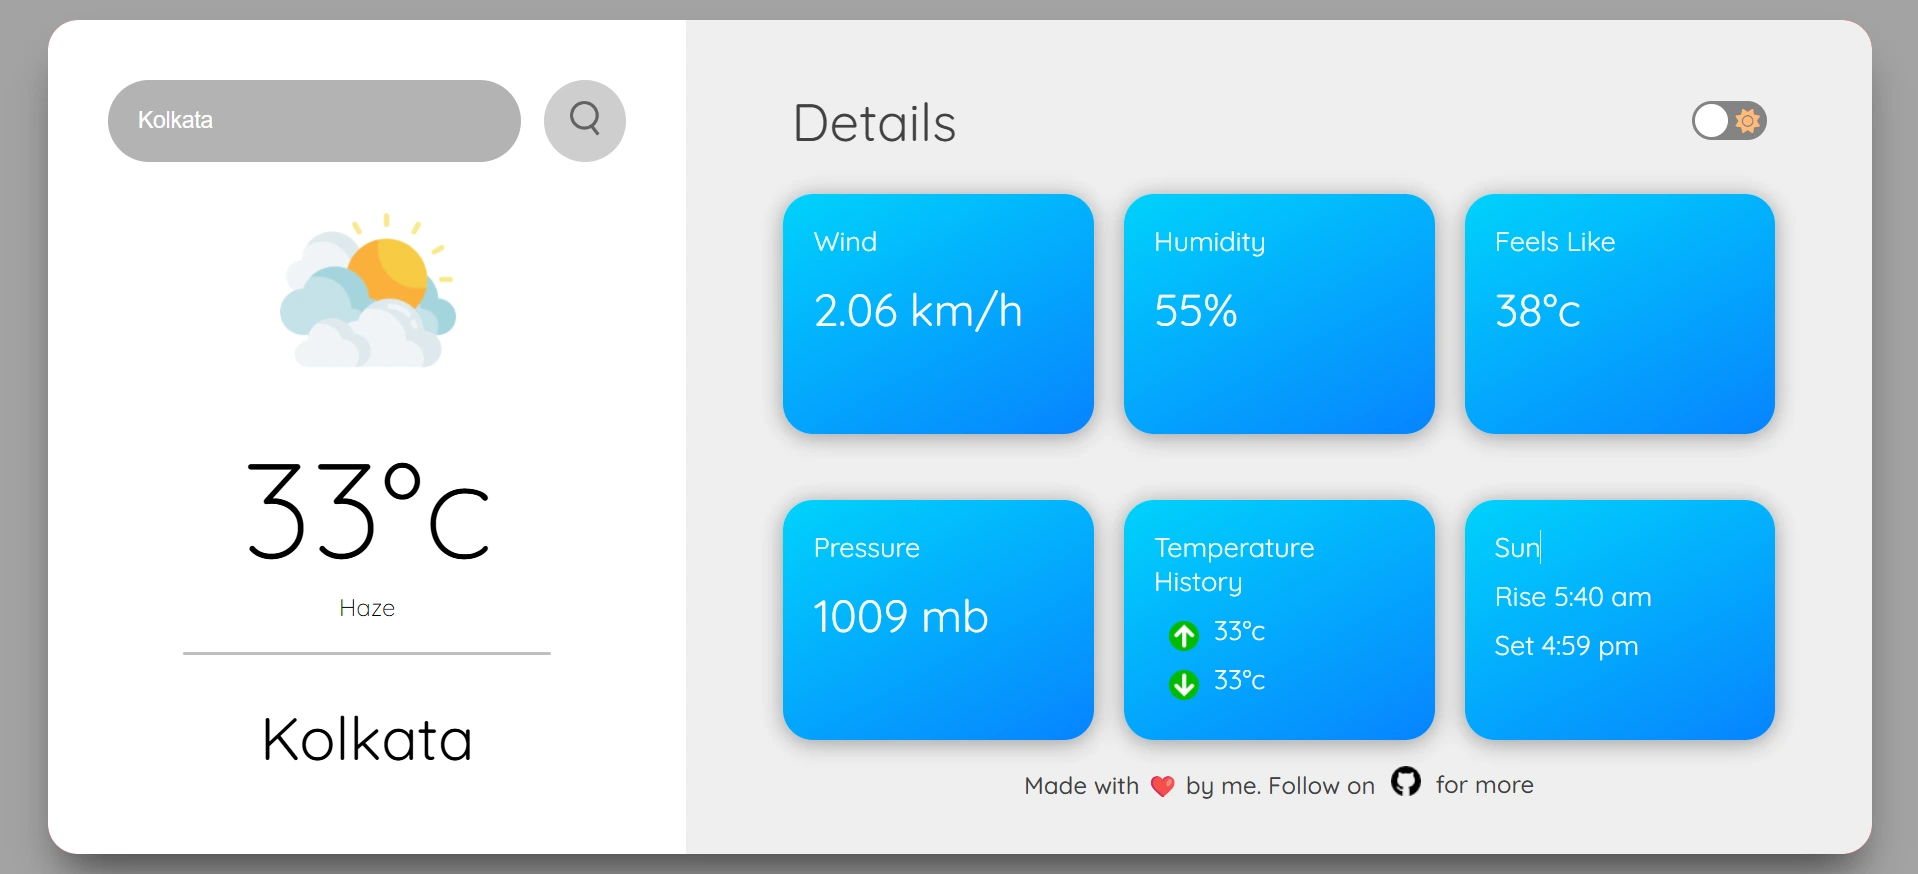 Kolkata
33°c
Haze
Kolkata
Details
Wind
2.06 km/h
Humidity
55%
Feels Like
38°c
Pressure
1009 mb
Temperature
History
33°c
33°c
Sun
Rise 5:40 am
Set 4:59 pm
Made with ❤️ by me. Follow on for more